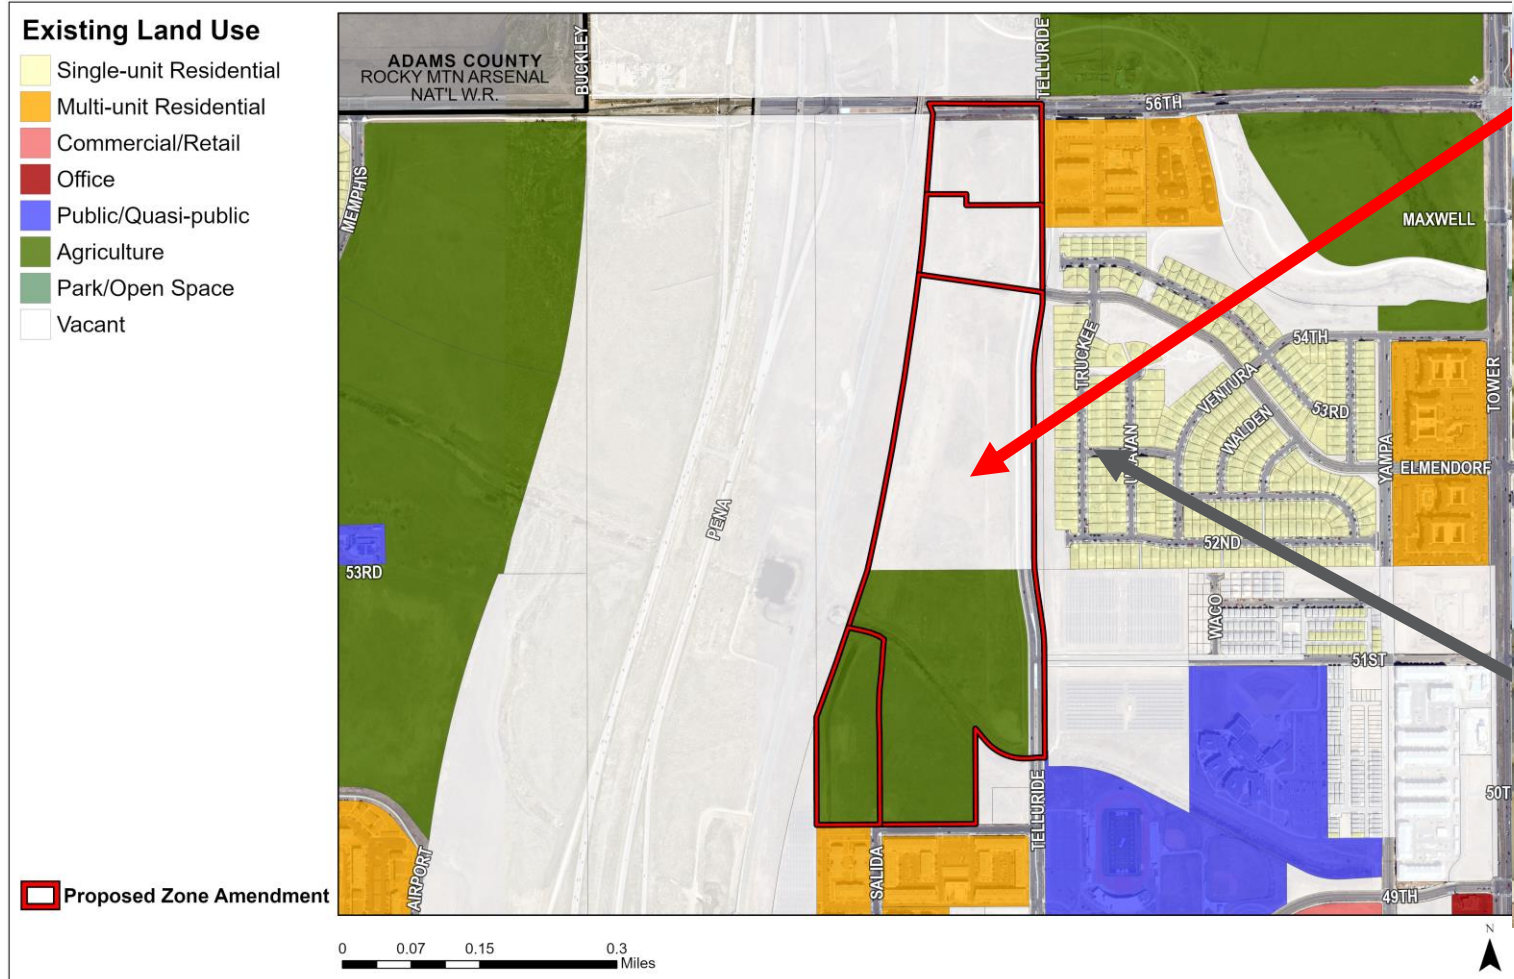 Existing Land Use
Single-unit Residential
Multi-unit Residential
Commercial/Retail
Office
Public/Quasi-public
Agriculture
Park/Open Space
Vacant
Proposed Zone Amendment
ADAMS COUNTY
ROCKY MTN ARSENAL
NAT'L W.R.
BUCKLEY
TELLURIDE
56TH
MEMPHIS
MAXWELL
TRUCKEE
54TH
VENTURA
53RD
WALDEN
TOWER
YAMPA
ELMENDORF
PENA
52ND
53RD
WACO
51ST
50T
TELLURIDE
SALIDA
AIRPORT
49TH
0 0.07 0.15 0.3
Miles
N